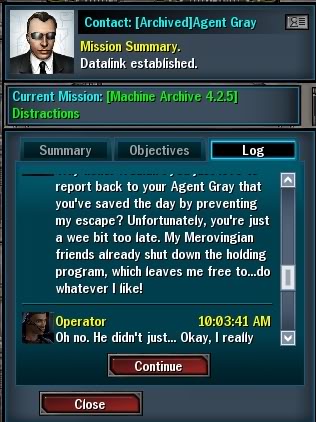 Contact: [Archived]Agent Gray
Mission Summary.
Datalink established.
Current Mission: [Machine Archive 4.2.5]
Distractions
Summary
Objectives
Log
report back to your Agent Gray that
you've saved the day by preventing
my escape? Unfortunately, you're just
a wee bit too late. My Merovingian
friends already shut down the holding
program, which leaves me free to...do
whatever I like!
Operator
10:03:41 AM
Oh no. He didn't just... Okay, I really
Continue
Close